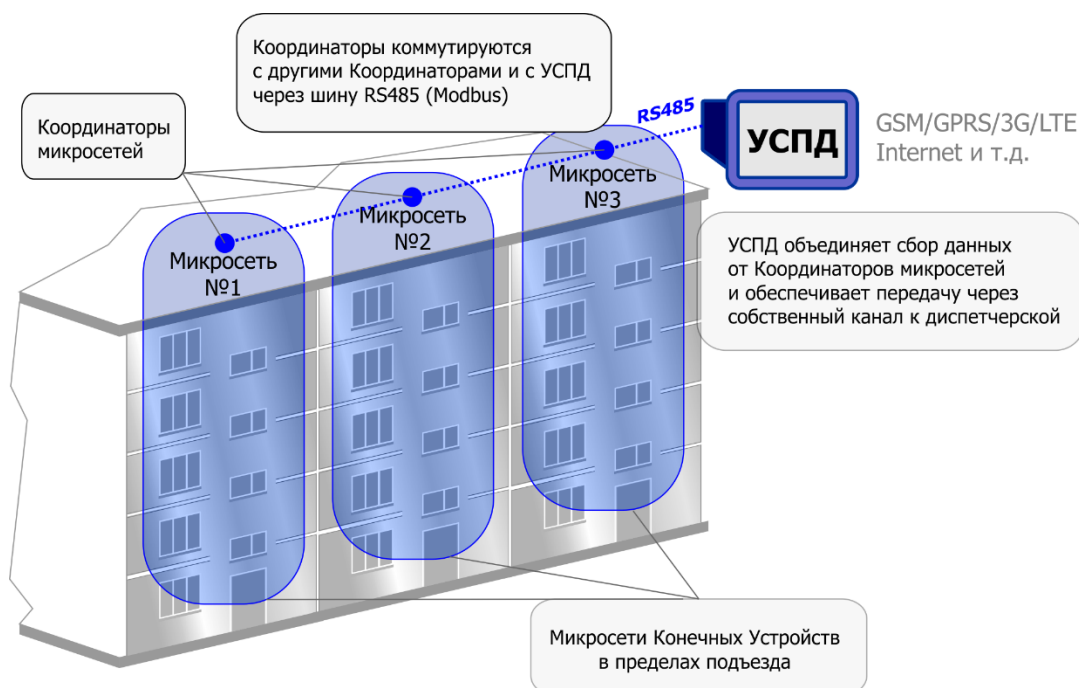 Координаторы коммутируются
с другими Координаторами и с УСПД
через шину RS485 (Modbus)
Координаторы
микросетей
RS485
УСПД
GSM/GPRS/3G/LTE
Internet и т.д.
Микросеть
№1
Микросеть
№2
Микросеть
№3
УСПД объединяет сбор данных
от Координаторов микросетей
и обеспечивает передачу через
собственный канал к диспетчерской
Микросети Конечных Устройств
в пределах подъезда